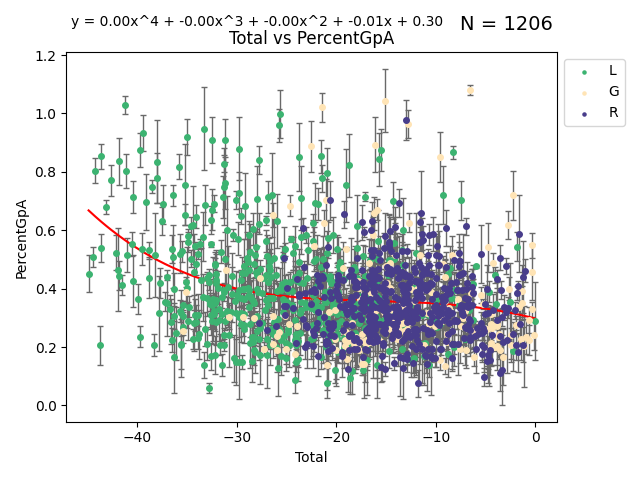 y = 0.00x^4 + -0.00x^3 + -0.00x^2 + -0.01x + 0.30
N = 1206
Total vs PercentGpA
L
G
R
PercentGpA
1.2
1.0
0.8
0.6
0.4
0.2
0.0
−40 −30 −20 −10 0
Total